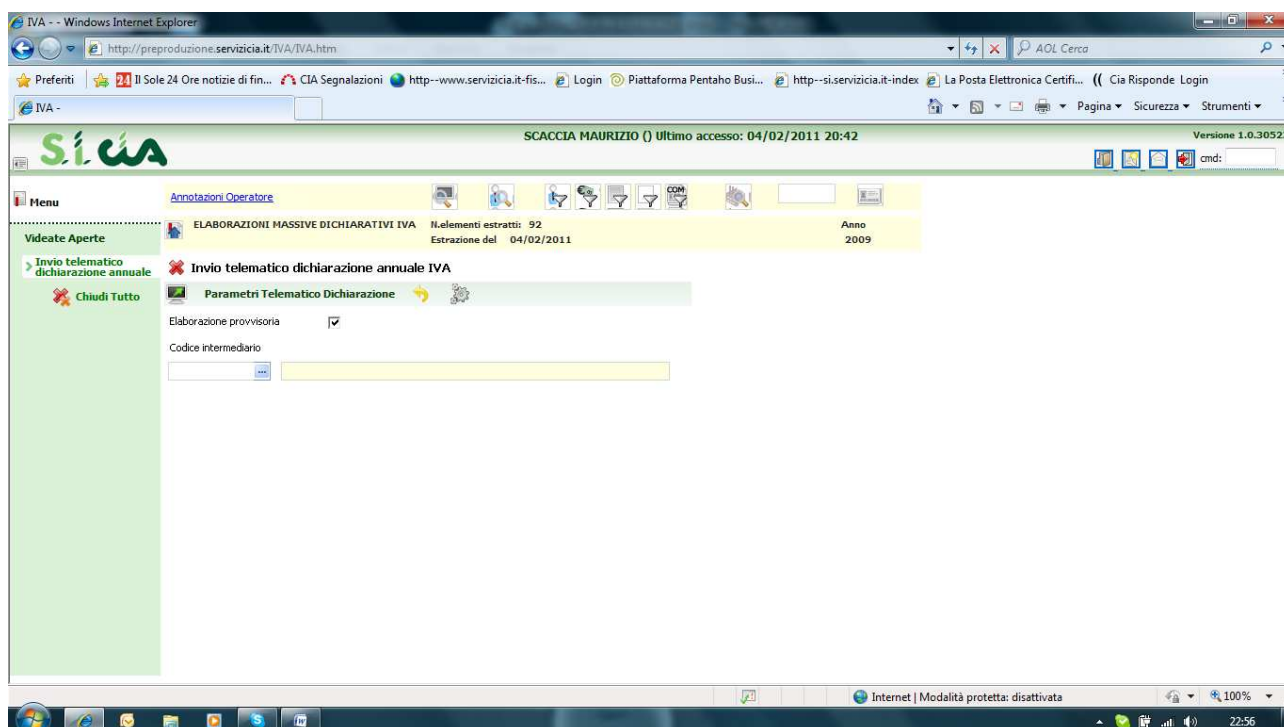 IVA - - Windows Internet Explorer
http://preproduzione.servizicia.it/IVA/IVA.htm
AOL Cerca
Preferiti 24 Il Sole 24 Ore notizie di fin... CIA Segnalazioni http--www.servizicia.it-fis... Login Piattaforma Pentaho Busi... http--si.servizicia.it-index La Posta Elettronica Certifi... Cia Risponde Login
IVA - Pagina Sicurezza Strumenti
S.í. cía SCACCIA MAURIZIO () Ultimo accesso: 04/02/2011 20:42 Versione 1.0.3052
cmd:
Menu Annotazioni Operatore COM
ELABORAZIONI MASSIVE DICHIARATIVI IVA N.elementi estratti: 92 Anno
Videate Aperte Estrazione del 04/02/2011 2009
Invio telematico
dichiarazione annuale Invio telematico dichiarazione annuale IVA
Chiudi Tutto Parametri Telematico Dichiarazione
Elaborazione provvisoria
Codice intermediario
...
Internet | Modalità protetta: disattivata 100%
22:56